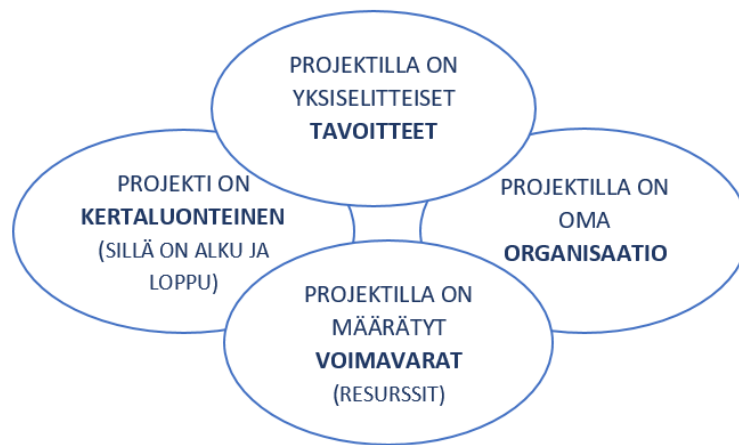 PROJEKTILLA ON
YKSISELITTEISET
TAVOITTEET
PROJEKTI ON
KERTALUONTEINEN
(SILLÄ ON ALKU JA
LOPPU)
PROJEKTILLA ON
OMA
ORGANISAATIO
PROJEKTILLA ON
MÄÄRÄTYT
VOIMAVARAT
(RESURSSIT)